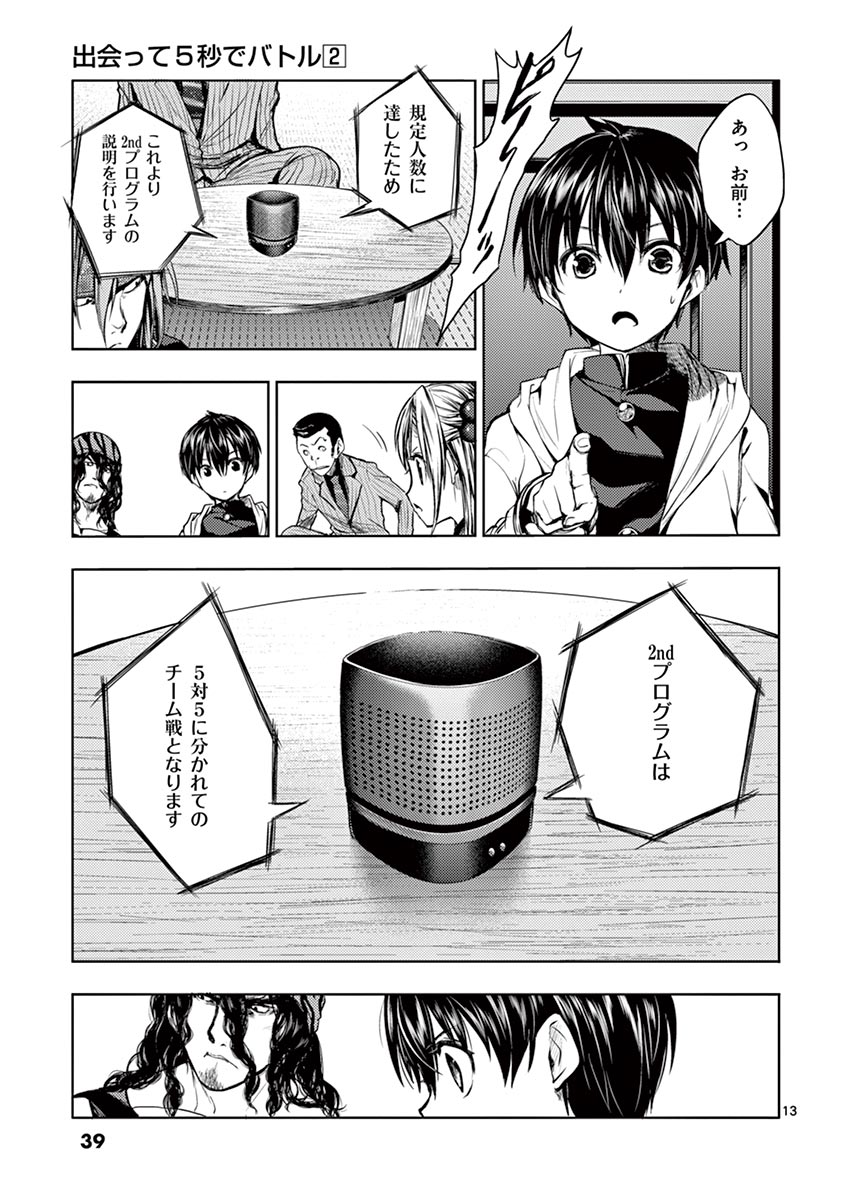 出会って5秒でバトル2
あっ お前…
規定人数に
達したため
これより
2ndプログラムの
説明を行います
2nd
プログラムは
5対5に分かれての
チーム戦となります
13
39